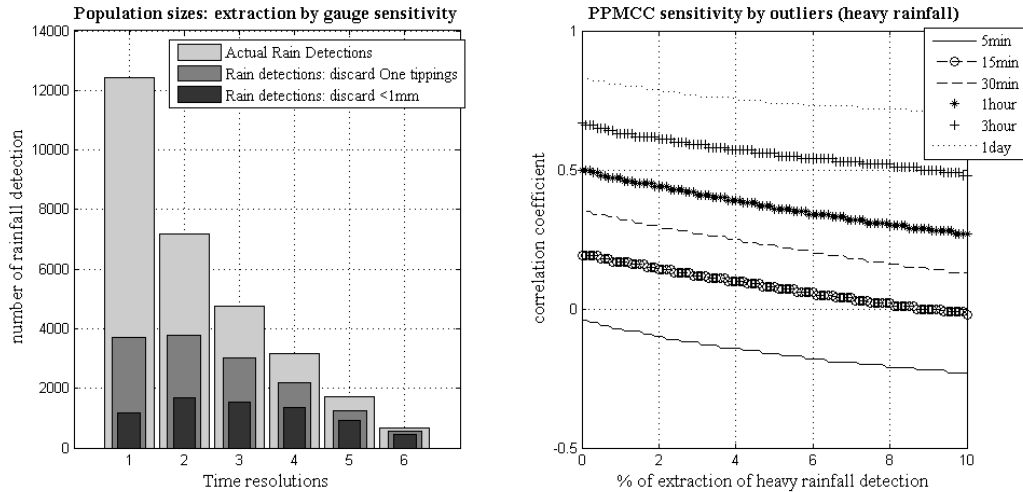 Population sizes: extraction by gauge sensitivity
14000
12000
10000
8000
6000
4000
2000
0
number of rainfall detection
Actual Rain Detections
Rain detections: discard One tippings
Rain detections: discard <1mm
1 2 3 4 5 6
Time resolutions
PPMCC sensitivity by outliers (heavy rainfall)
1
0.5
0
-0.5
correlation coefficient
5min
15min
30min
1hour
3hour
1day
0 2 4 6 8 10
% of extraction of heavy rainfall detection